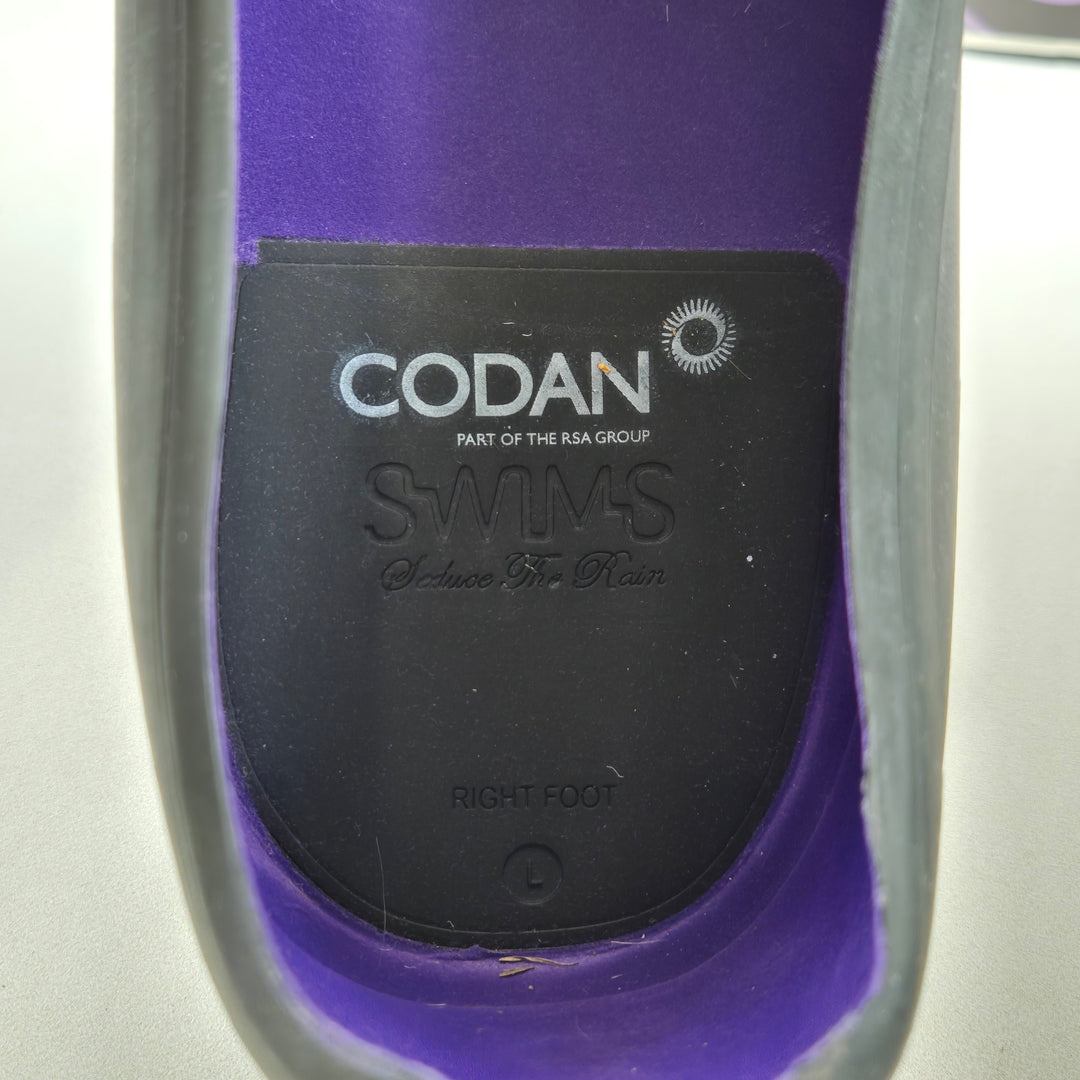 CODAN
PART OF THE RSA GROUP
SWIMS
Seduce The Rain
RIGHT FOOT
L